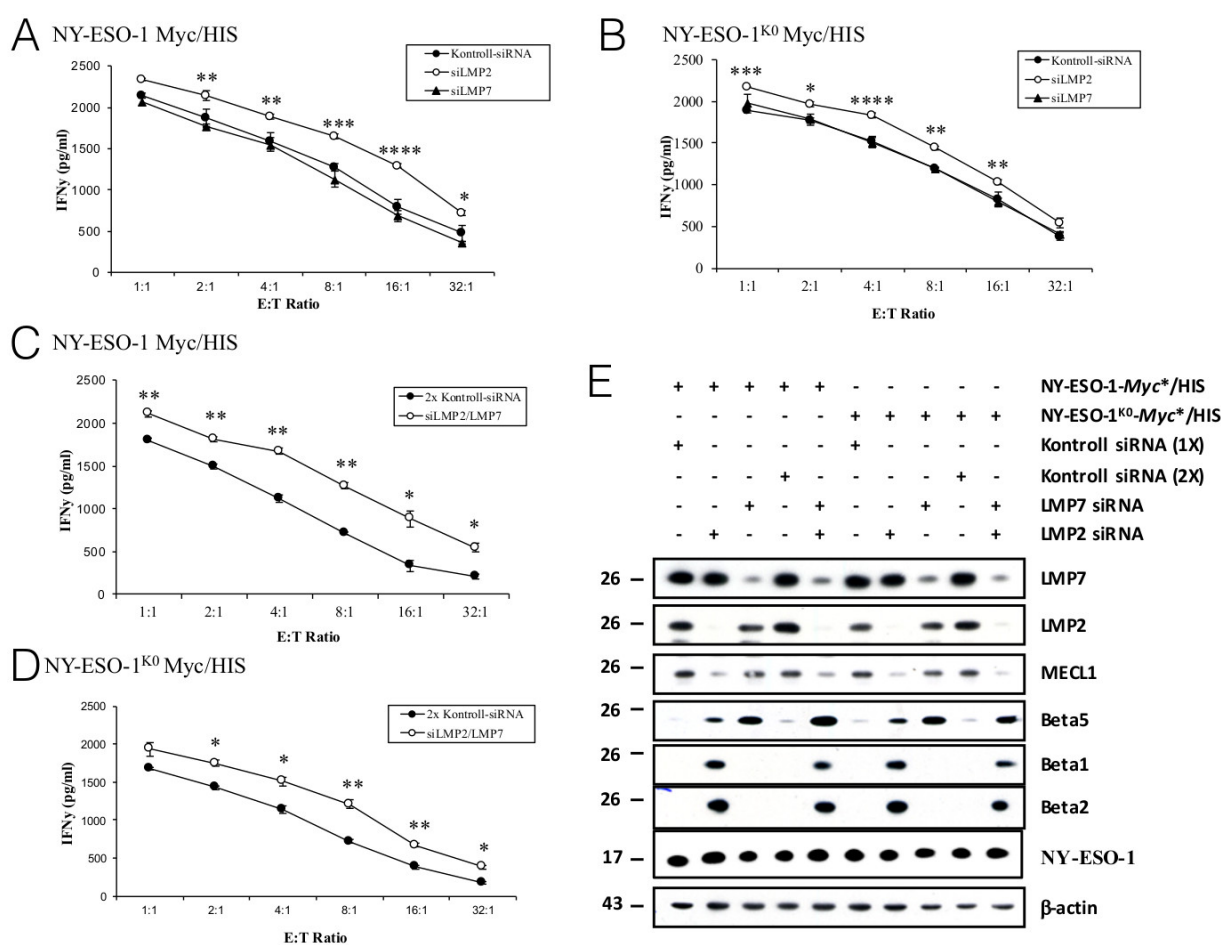 A NY-ESO-1 Myc/HIS
Kontroll-siRNA
siLMP2
siLMP7
IFNy (pg/ml)
2500
2000
1500
1000
500
0
** ** *** **** *
1:1 2:1 4:1 8:1 16:1 32:1
E:T Ratio
B NY-ESO-1K0 Myc/HIS
Kontroll-siRNA
siLMP2
siLMP7
IFNy (pg/ml)
2500
2000
1500
1000
500
0
*** * **** ** **
1:1 2:1 4:1 8:1 16:1 32:1
E:T Ratio
C NY-ESO-1 Myc/HIS
2x Kontroll-siRNA
siLMP2/LMP7
IFNy (pg/ml)
2500
2000
1500
1000
500
0
** ** ** ** * *
1:1 2:1 4:1 8:1 16:1 32:1
E:T Ratio
D NY-ESO-1K0 Myc/HIS
2x Kontroll-siRNA
siLMP2/LMP7
IFNy (pg/ml)
2500
2000
1500
1000
500
0
* * ** ** *
1:1 2:1 4:1 8:1 16:1 32:1
E:T Ratio
E
+ + + + + - - - - - NY-ESO-1-Myc*/HIS
- - - - - + + + + + NY-ESO-1K0-Myc*/HIS
+ - - - - + - - - - Kontroll siRNA (1X)
- - - + - - - - + - Kontroll siRNA (2X)
- - + - + - - + - + LMP7 siRNA
- + - - + - + - - + LMP2 siRNA
26 – LMP7
26 – LMP2
26 – MECL1
26 – Beta5
26 – Beta1
26 – Beta2
17 – NY-ESO-1
43 – β-actin